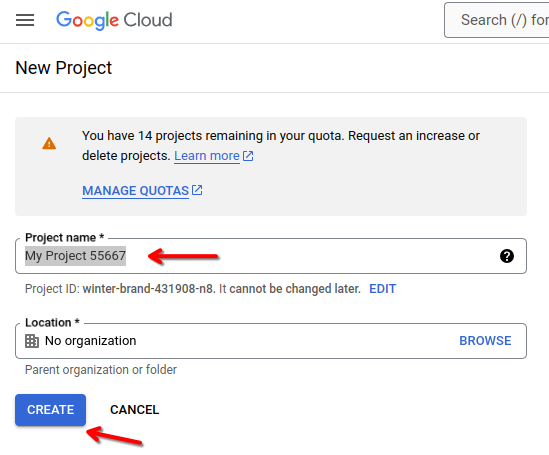 Google Cloud
Search (/) for
New Project
You have 14 projects remaining in your quota. Request an increase or
delete projects. Learn more
MANAGE QUOTAS
Project name *
My Project 55667
Project ID: winter-brand-431908-n8. It cannot be changed later. EDIT
Location *
No organization BROWSE
Parent organization or folder
CREATE CANCEL